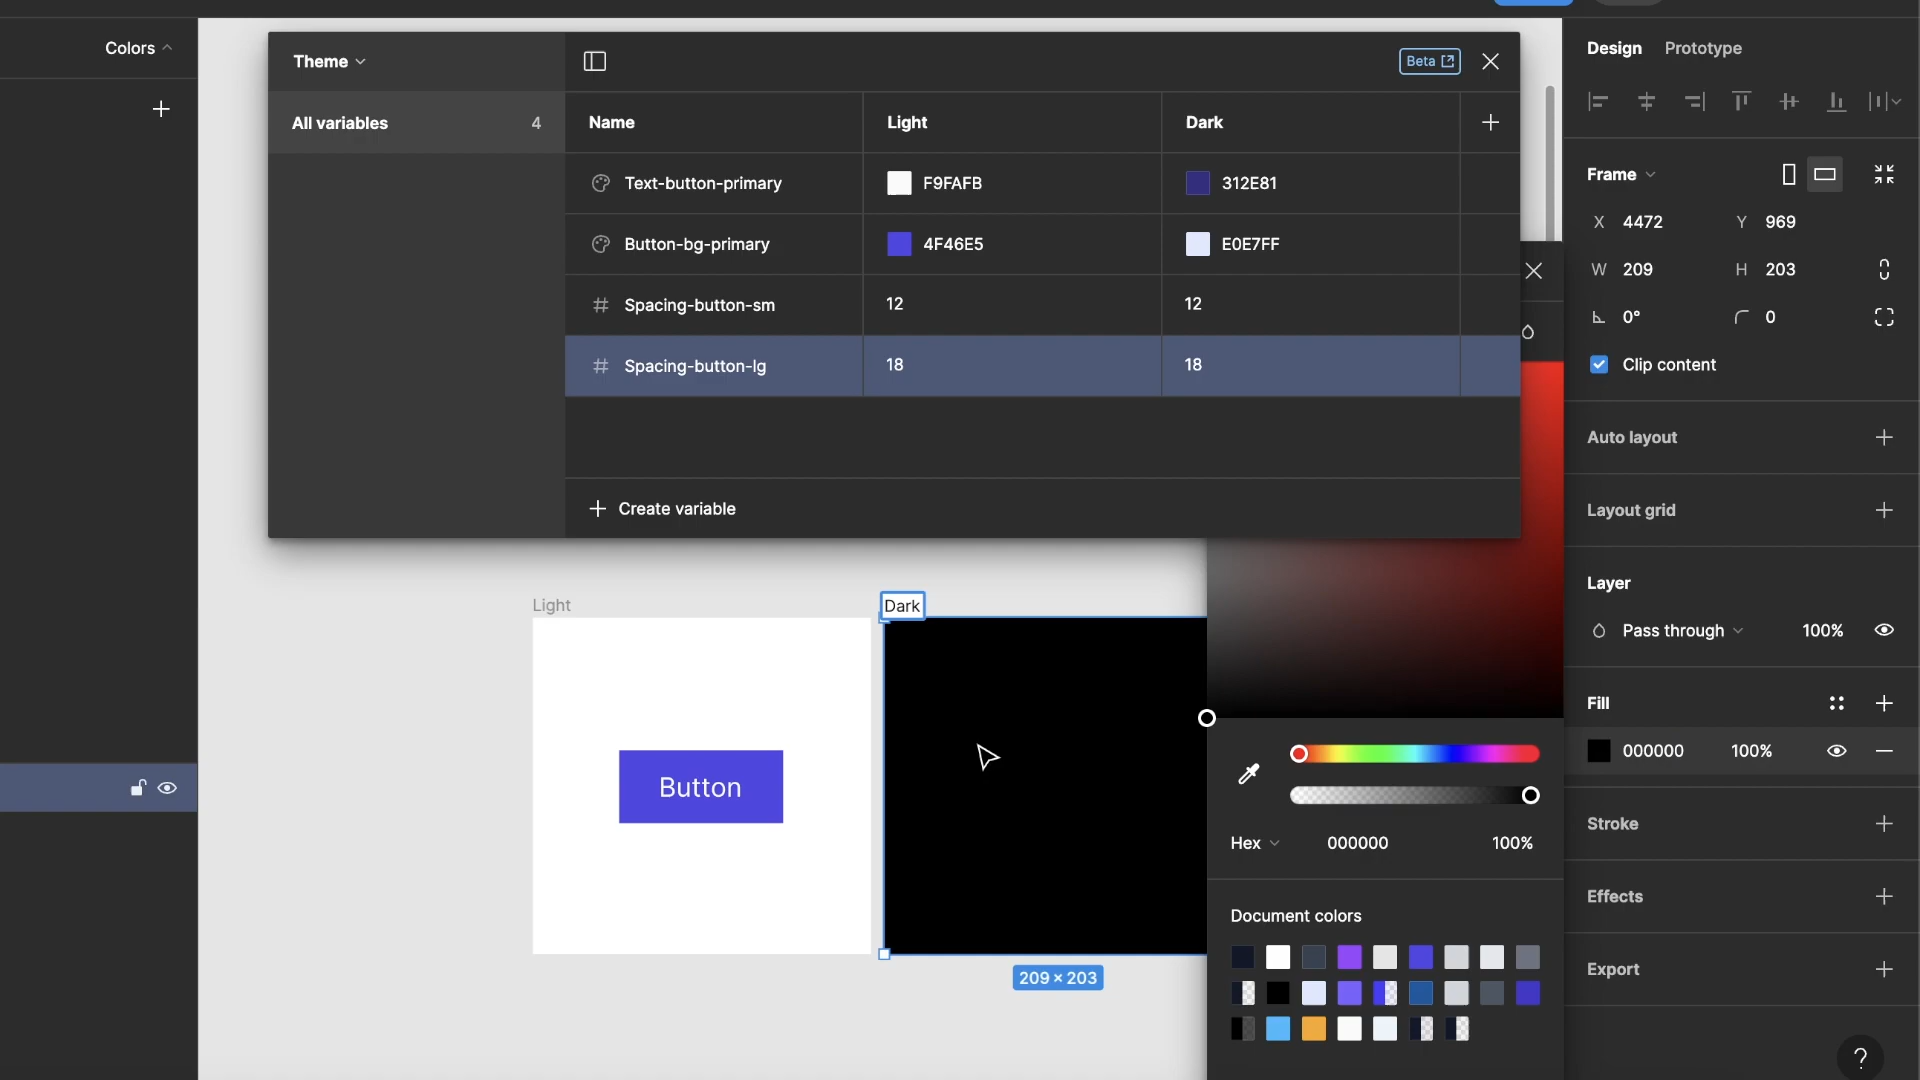 Colors
Theme
Beta
All variables 4
Name Light Dark
Text-button-primary F9FAFB 312E81
Button-bg-primary 4F46E5 E0E7FF
Spacing-button-sm 12 12
Spacing-button-lg 18 18
Create variable
Light
Dark
Button
209 × 203
Hex 000000 100%
Document colors
Design Prototype
Frame
X 4472 Y 969
W 209 H 203
0° 0
Clip content
Auto layout
Layout grid
Layer
Pass through 100%
Fill
000000 100%
Stroke
Effects
Export
?